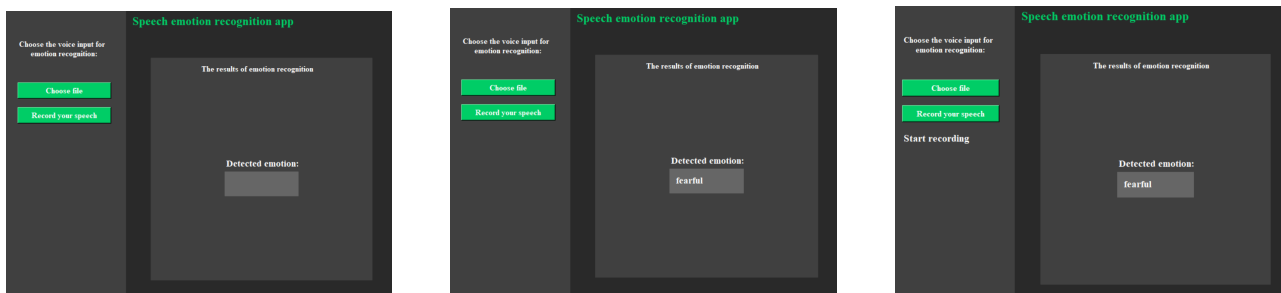 Speech emotion recognition app
Choose the voice input for
emotion recognition:
The results of emotion recognition
Choose file
Record your speech
Detected emotion:
Speech emotion recognition app
Choose the voice input for
emotion recognition:
The results of emotion recognition
Choose file
Record your speech
Detected emotion:
fearful
Speech emotion recognition app
Choose the voice input for
emotion recognition:
The results of emotion recognition
Choose file
Record your speech
Start recording
Detected emotion:
fearful